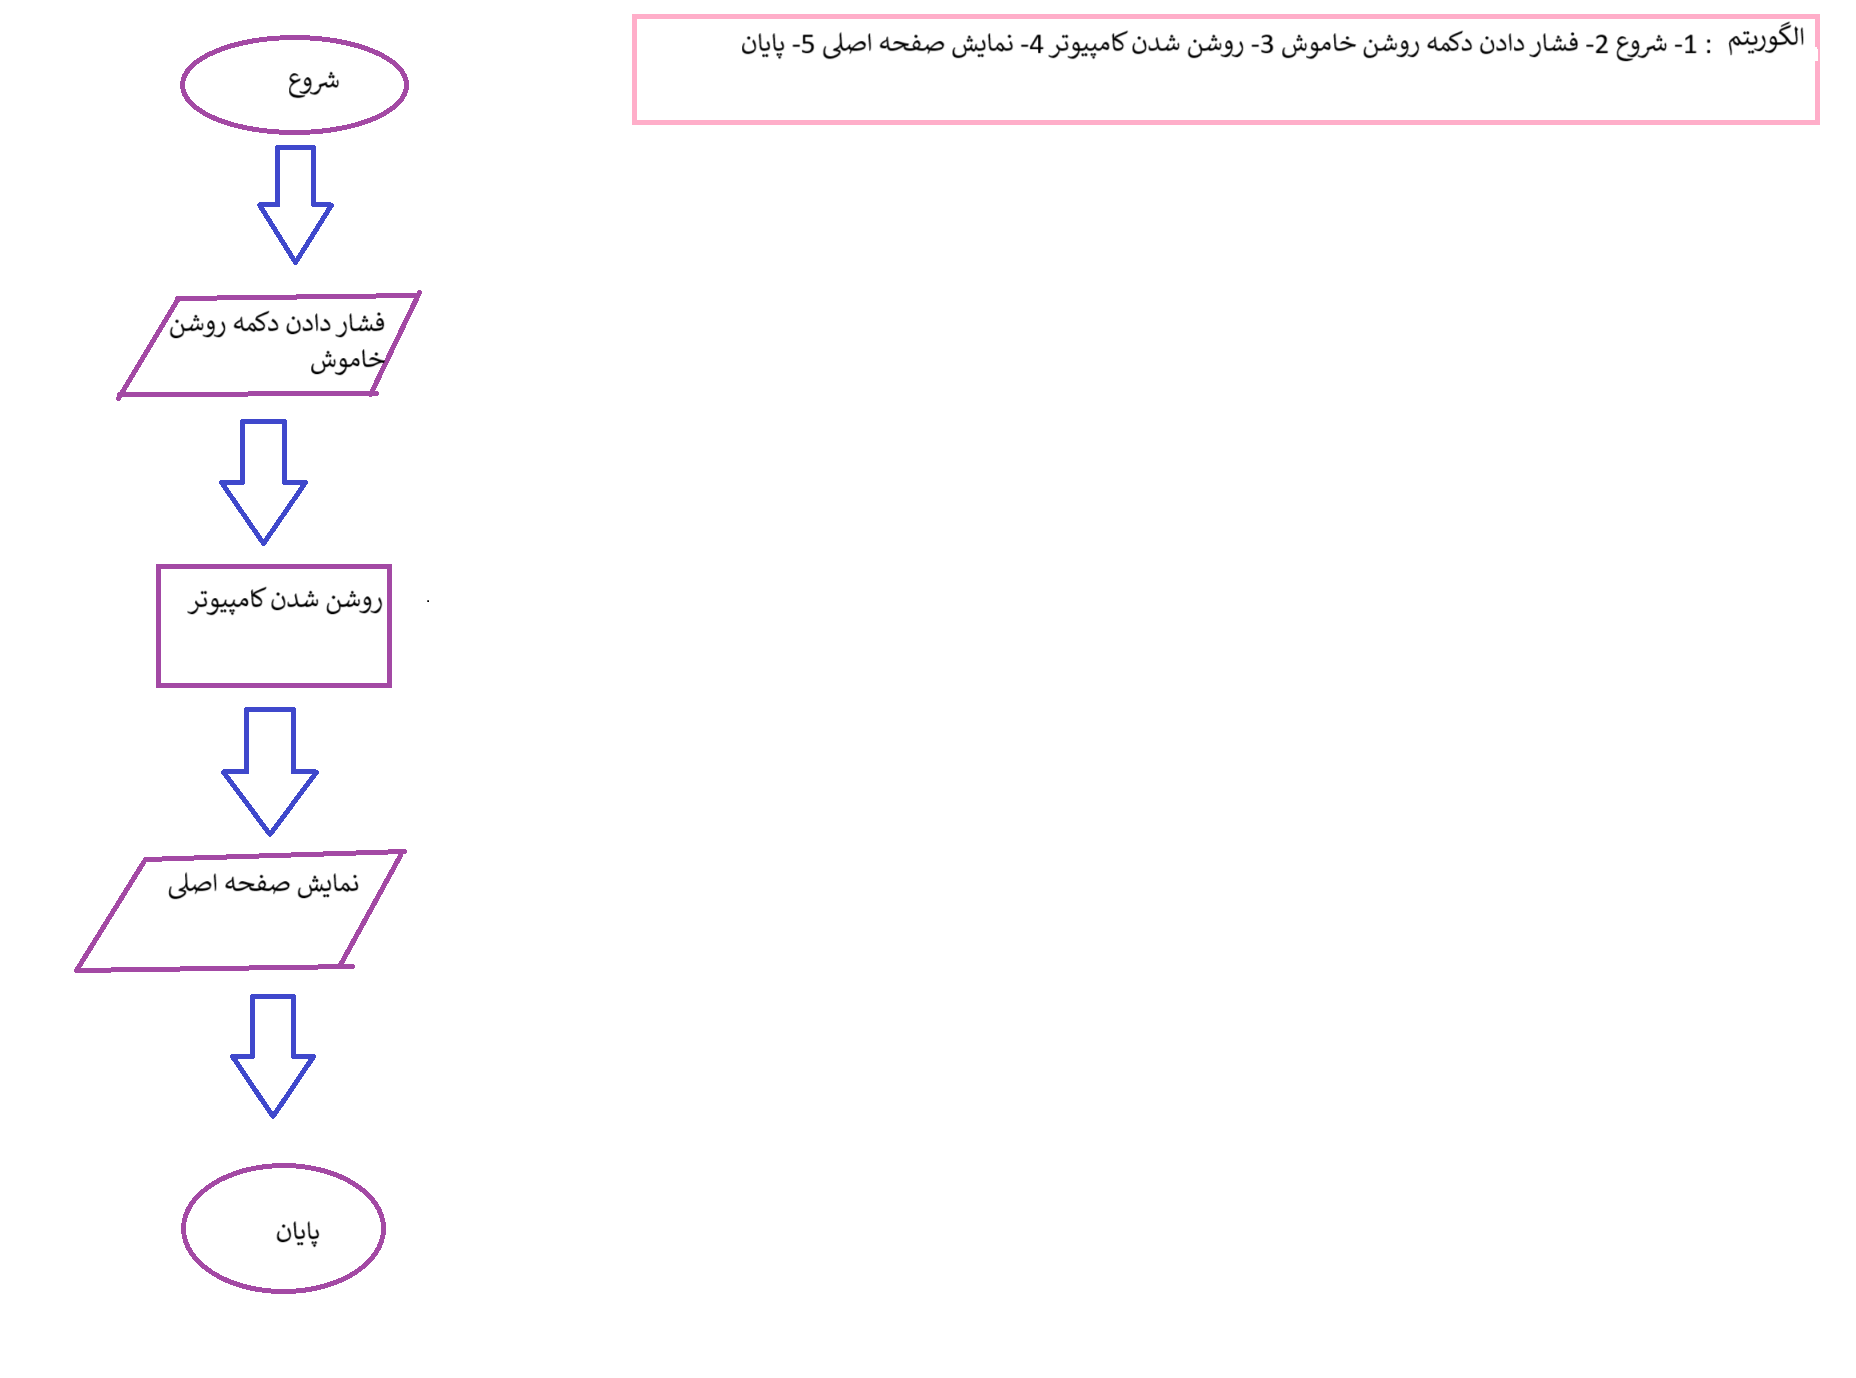 الگوریتم : 1- شروع 2- فشار دادن دکمه روشن خاموش 3- روشن شدن کامپیوتر 4- نمایش صفحه اصلی 5- پایان
شروع
فشار دادن دکمه روشن
خاموش
روشن شدن کامپیوتر
نمایش صفحه اصلی
پایان